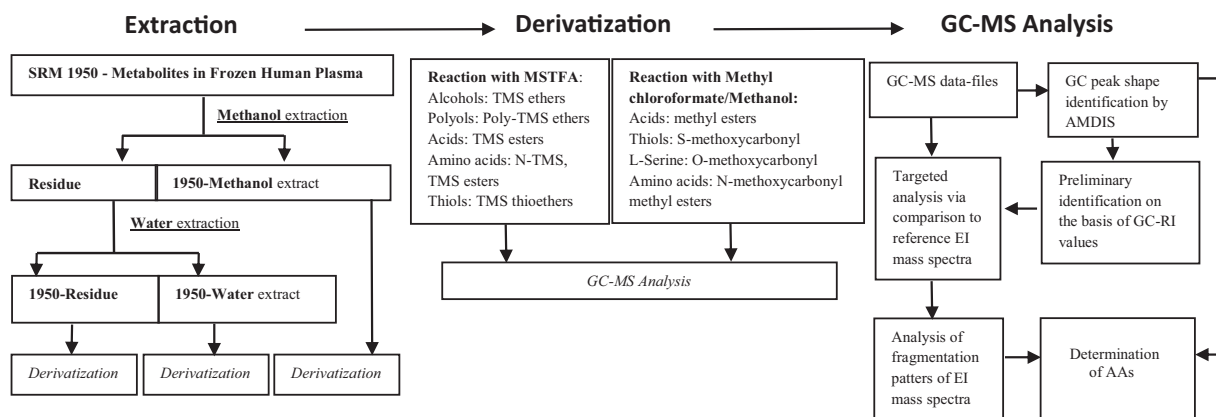 Extraction
Derivatization
GC-MS Analysis
SRM 1950 - Metabolites in Frozen Human Plasma
Methanol extraction
Residue
1950-Methanol extract
Water extraction
1950-Residue
1950-Water extract
Derivatization
Derivatization
Derivatization
Reaction with MSTFA:
Alcohols: TMS ethers
Polyols: Poly-TMS ethers
Acids: TMS esters
Amino acids: N-TMS,
TMS esters
Thiols: TMS thioethers
Reaction with Methyl
chloroformate/Methanol:
Acids: methyl esters
Thiols: S-methoxycarbonyl
L-Serine: O-methoxycarbonyl
Amino acids: N-methoxycarbonyl
methyl esters
GC-MS Analysis
GC-MS data-files
GC peak shape
identification by
AMDIS
Targeted
analysis via
comparison to
reference EI
mass spectra
Preliminary
identification on
the basis of GC-RI
values
Analysis of
fragmentation
patters of EI
mass spectra
Determination
of AAs